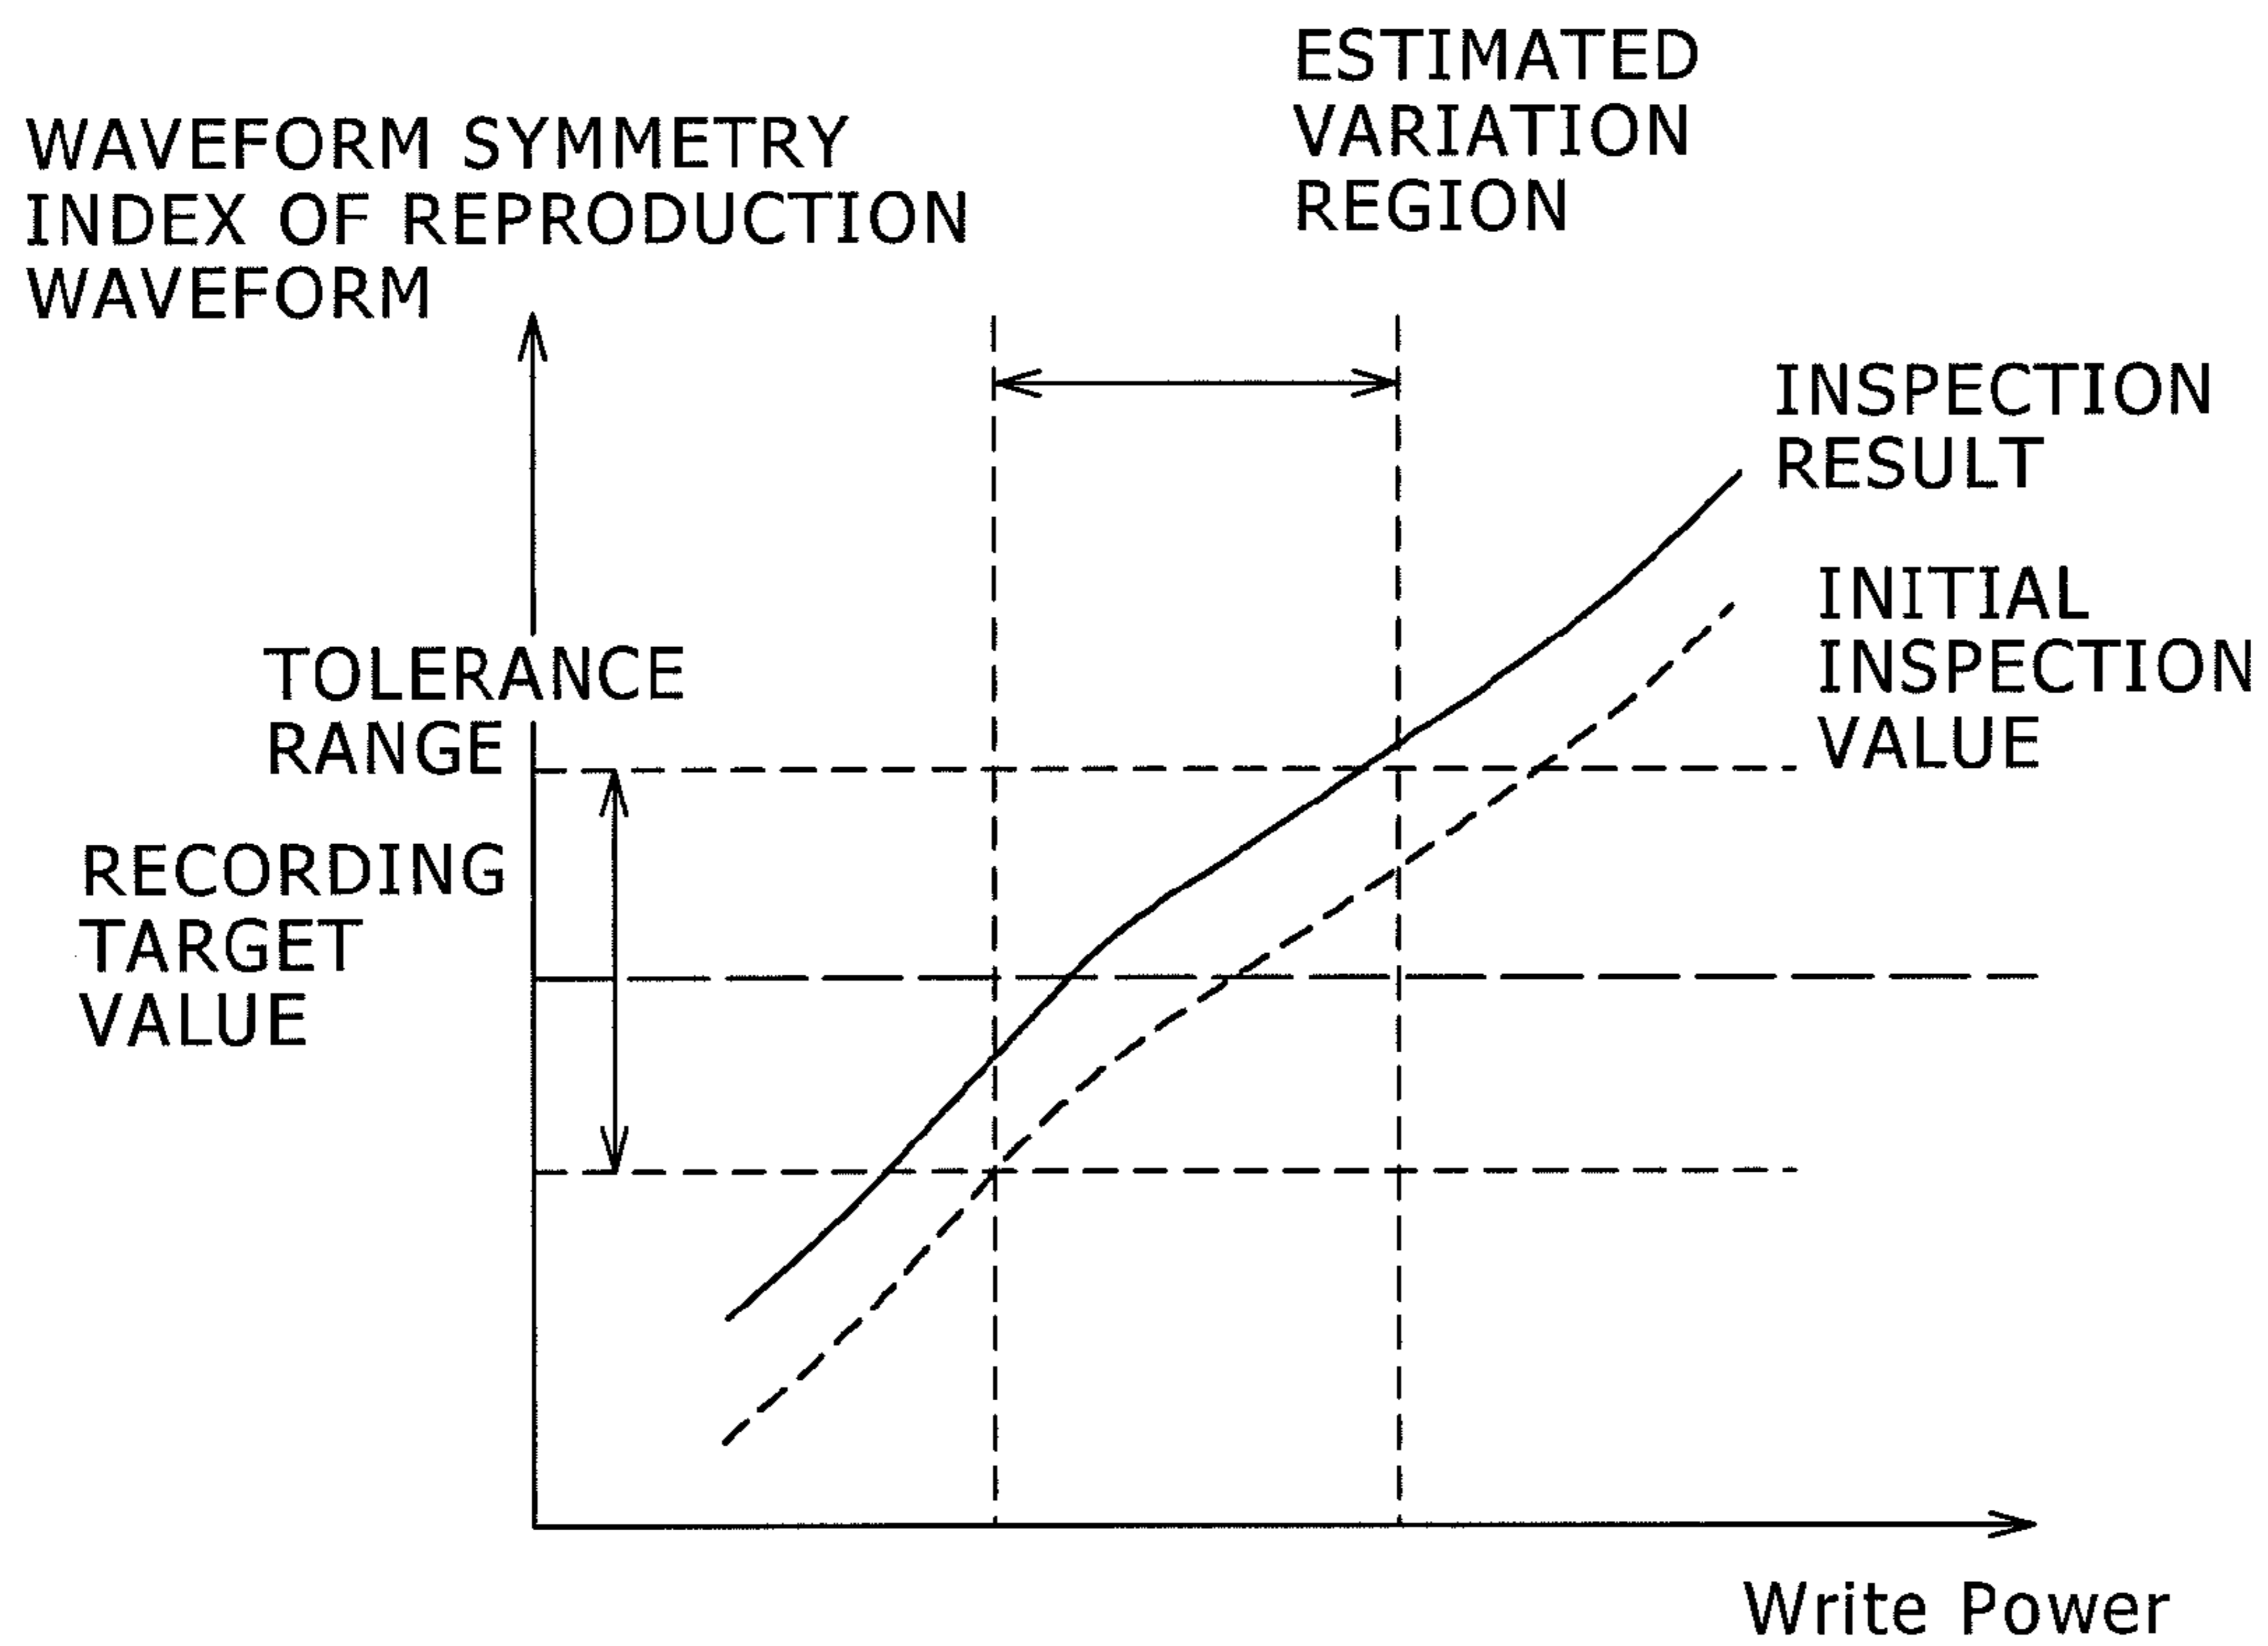 ESTIMATED
VARIATION
REGION
WAVEFORM SYMMETRY
INDEX OF REPRODUCTION
WAVEFORM
INSPECTION
RESULT
INITIAL
INSPECTION
VALUE
TOLERANCE
RANGE
RECORDING
TARGET
VALUE
Write Power